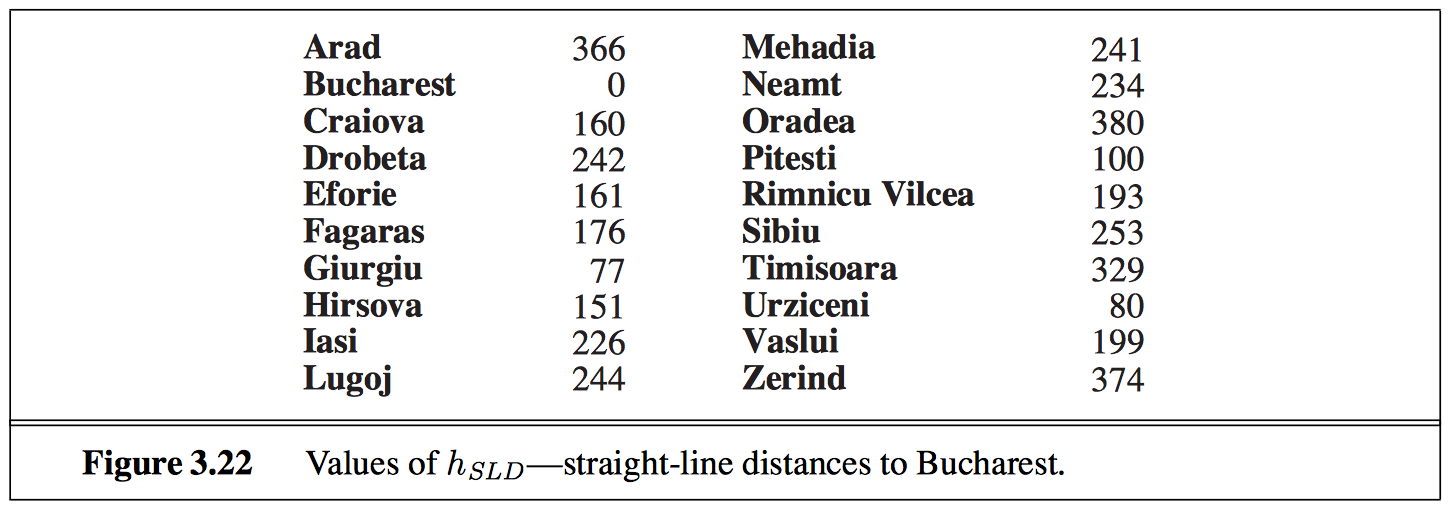 Arad 366 Mehadia 241
Bucharest 0 Neamt 234
Craiova 160 Oradea 380
Drobeta 242 Pitesti 100
Eforie 161 Rimnicu Vilcea 193
Fagaras 176 Sibiu 253
Giurgiu 77 Timisoara 329
Hirsova 151 Urziceni 80
Iasi 226 Vaslui 199
Lugoj 244 Zerind 374
Figure 3.22 Values of hSLD—straight-line distances to Bucharest.